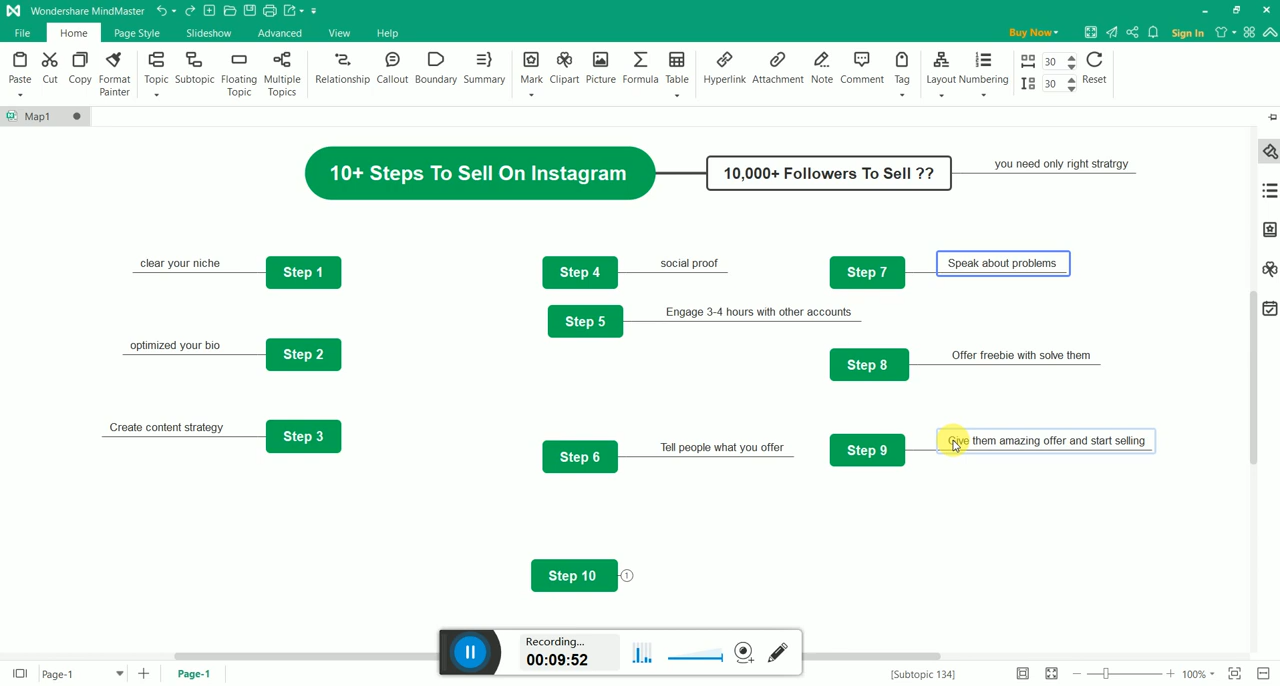 Wondershare MindMaster
File
Home
Page Style
Slideshow
Advanced
View
Help
Buy Now
Sign In
Paste
Cut
Copy
Format Painter
Topic
Subtopic
Floating Topic
Multiple Topics
Relationship
Callout
Boundary
Summary
Mark
Clipart
Picture
Formula
Table
Hyperlink
Attachment
Note
Comment
Tag
Layout
Numbering
30
30
Reset
Map1
10+ Steps To Sell On Instagram
10,000+ Followers To Sell ??
you need only right stratrgy
clear your niche
Step 1
optimized your bio
Step 2
Create content strategy
Step 3
Step 4
social proof
Step 5
Engage 3-4 hours with other accounts
Step 6
Tell people what you offer
Step 7
Speak about problems
Step 8
Offer freebie with solve them
Step 9
Give them amazing offer and start selling
Step 10
1
Recording...
00:09:52
Page-1
Page-1
[Subtopic 134]
100%